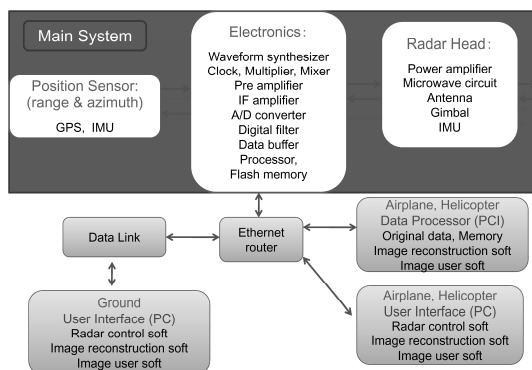 Main System
Position Sensor:
(range & azimuth)
GPS, IMU
Electronics:
Waveform synthesizer
Clock, Multiplier, Mixer
Pre amplifier
IF amplifier
A/D converter
Digital filter
Data buffer
Processor,
Flash memory
Radar Head:
Power amplifier
Microwave circuit
Antenna
Gimbal
IMU
Data Link
Ethernet
router
Airplane, Helicopter
Data Processor (PCI)
Original data, Memory
Image reconstruction soft
Image user soft
Ground
User Interface (PC)
Radar control soft
Image reconstruction soft
Image user soft
Airplane, Helicopter
User Interface (PC)
Radar control soft
Image reconstruction soft
Image user soft